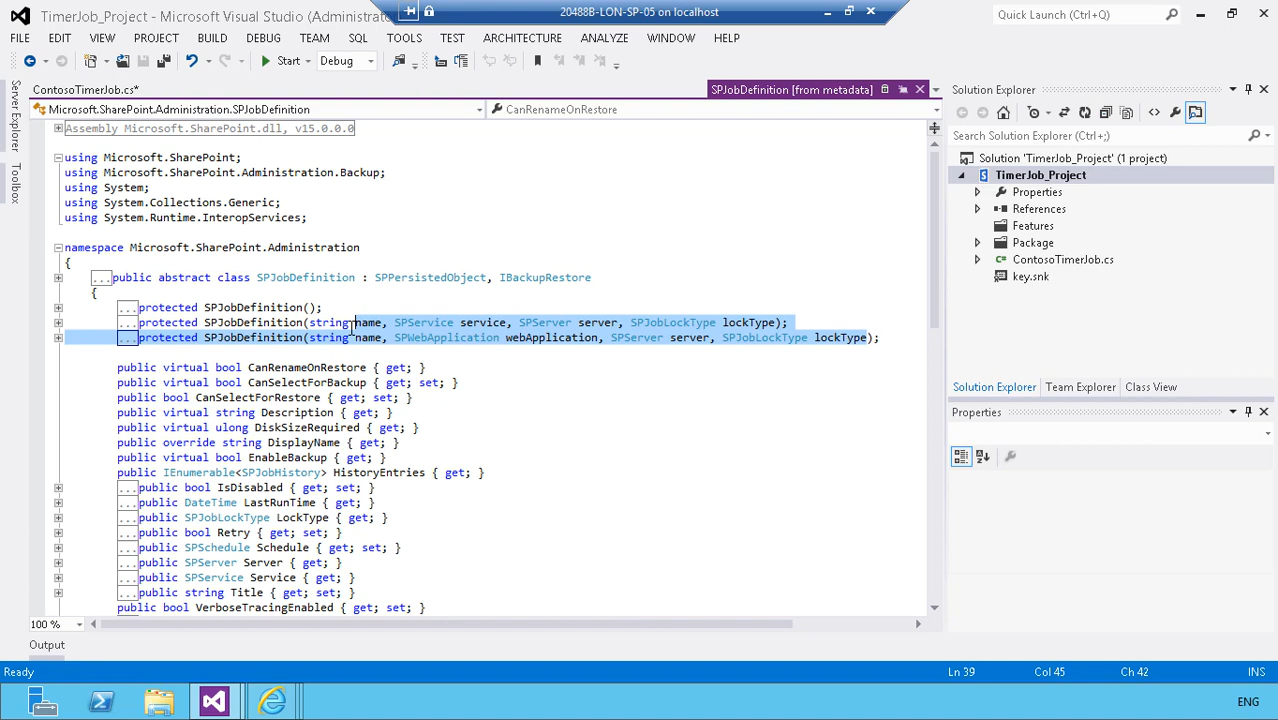 TimerJob_Project - Microsoft Visual Studio (Administrator)
20488B-LON-SP-05 on localhost
Quick Launch (Ctrl+Q)
FILE EDIT VIEW PROJECT BUILD DEBUG TEAM SQL TOOLS TEST ARCHITECTURE ANALYZE WINDOW HELP
Start Debug
Server Explorer
Toolbox
ContosoTimerJob.cs*
SPJobDefinition [from metadata]
Microsoft.SharePoint.Administration.SPJobDefinition
CanRenameOnRestore
Assembly Microsoft.SharePoint.dll, v15.0.0.0
using Microsoft.SharePoint;
using Microsoft.SharePoint.Administration.Backup;
using System;
using System.Collections.Generic;
using System.Runtime.InteropServices;
namespace Microsoft.SharePoint.Administration
{
...public abstract class SPJobDefinition : SPPersistedObject, IBackupRestore
{
...protected SPJobDefinition();
...protected SPJobDefinition(string name, SPService service, SPServer server, SPJobLockType lockType);
...protected SPJobDefinition(string name, SPWebApplication webApplication, SPServer server, SPJobLockType lockType);
public virtual bool CanRenameOnRestore { get; }
public virtual bool CanSelectForBackup { get; set; }
public bool CanSelectForRestore { get; set; }
public virtual string Description { get; }
public virtual ulong DiskSizeRequired { get; }
public override string DisplayName { get; }
public virtual bool EnableBackup { get; }
public IEnumerable<SPJobHistory> HistoryEntries { get; }
...public bool IsDisabled { get; set; }
...public DateTime LastRunTime { get; }
...public SPJobLockType LockType { get; }
...public bool Retry { get; set; }
...public SPSchedule Schedule { get; set; }
...public SPServer Server { get; }
...public SPService Service { get; }
...public string Title { get; }
public bool VerboseTracingEnabled { get; set; }
100 %
Output
Solution Explorer
Search Solution Explorer (Ctrl+;)
Solution 'TimerJob_Project' (1 project)
TimerJob_Project
Properties
References
Features
Package
ContosoTimerJob.cs
key.snk
Solution Explorer Team Explorer Class View
Properties
Ready
Ln 39 Col 45 Ch 42 INS
ENG